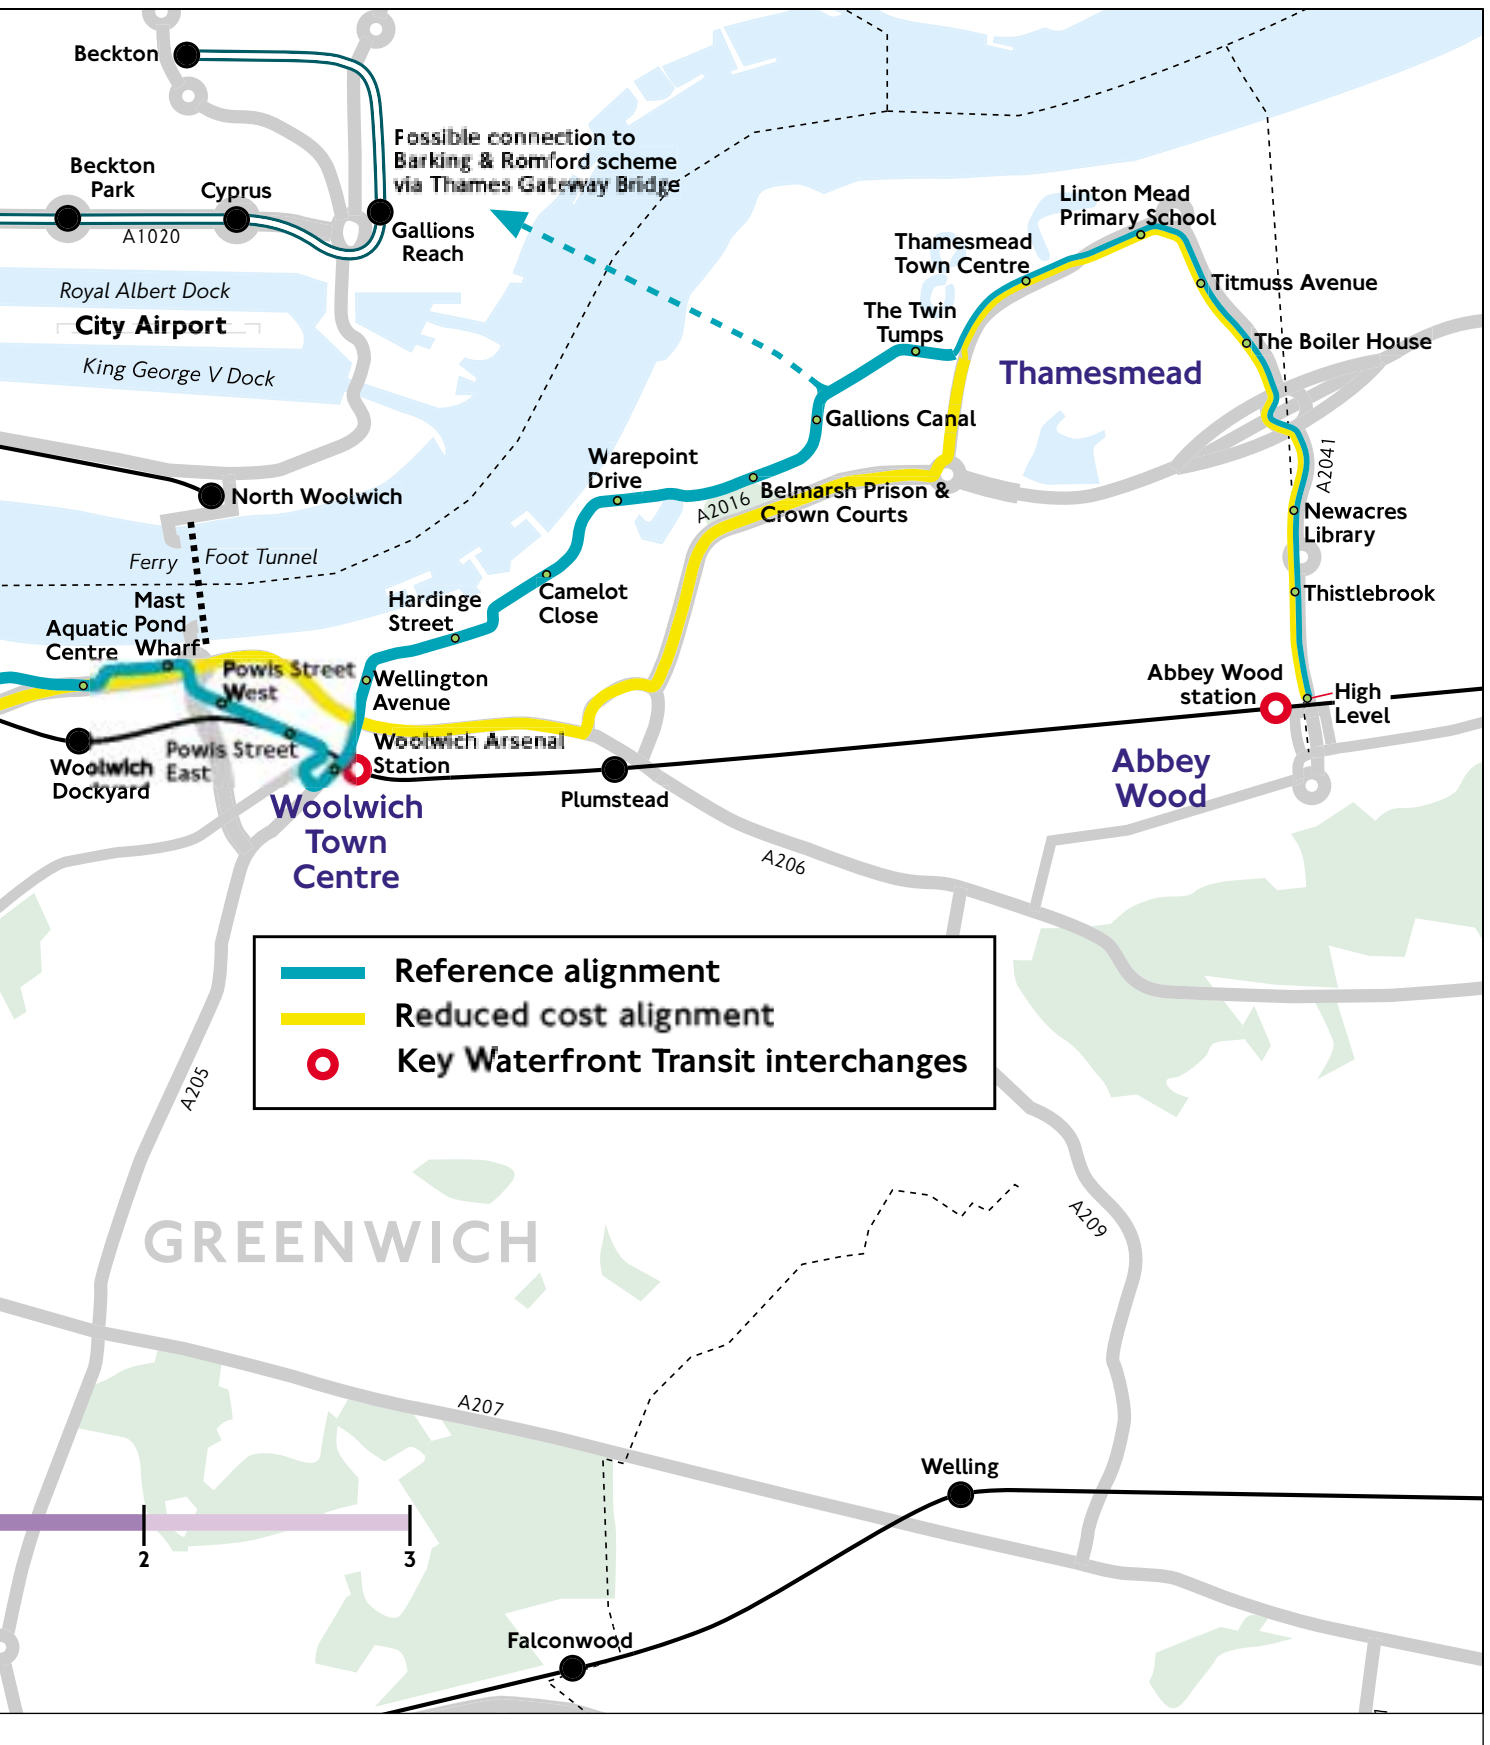 Beckton
Possible connection to
Barking & Romford scheme
via Thames Gateway Bridge
Beckton
Park
Cyprus
A1020
Gallions
Reach
Royal Albert Dock
City Airport
King George V Dock
Linton Mead
Primary School
Thamesmead
Town Centre
Titmuss Avenue
The Twin
Tumps
The Boiler House
Thamesmead
Gallions Canal
A2041
Warepoint
Drive
North Woolwich
A2016
Belmarsh Prison &
Crown Courts
Newacres
Library
Ferry
Foot Tunnel
Camelot
Close
Thistlebrook
Hardinge
Street
Mast
Pond
Wharf
Aquatic
Centre
Powis Street
West
Wellington
Avenue
Abbey Wood
station
High
Level
Powis Street
East
Woolwich Arsenal
Station
Woolwich
Dockyard
Plumstead
Abbey
Wood
Woolwich
Town
Centre
A206
Reference alignment
Reduced cost alignment
Key Waterfront Transit interchanges
A205
A209
GREENWICH
A207
Welling
2
3
Falconwood